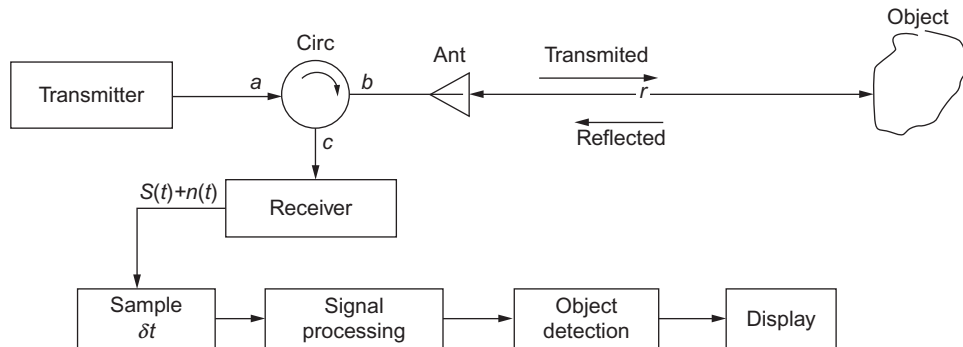 Object
Circ
Ant
Transmited
Transmitter
a
b
r
Reflected
c
S(t)+n(t)
Receiver
Sample
δt
Signal
processing
Object
detection
Display